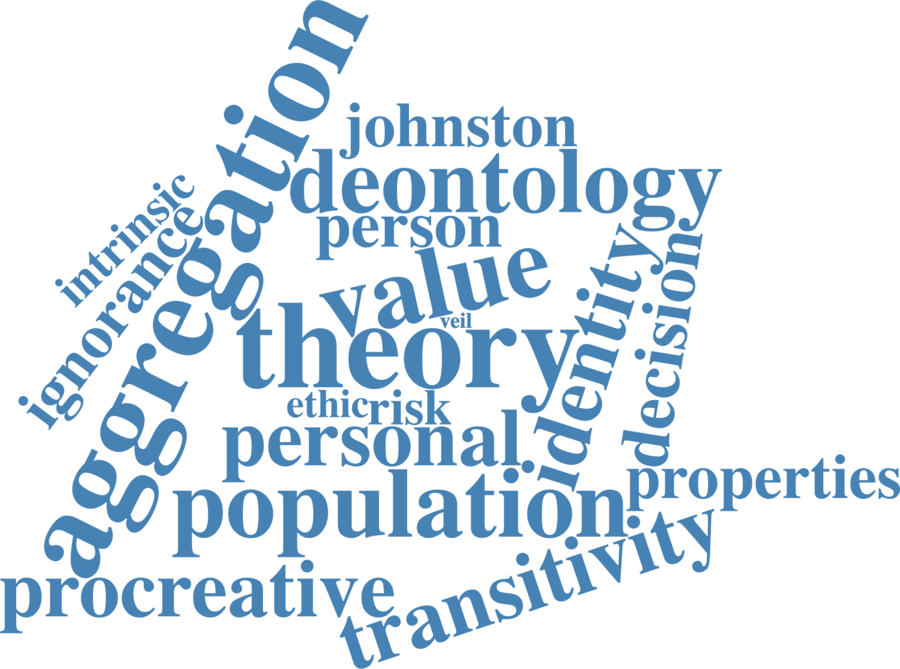 aggregation
johnston
deontology
intrinsic
person
ignorance
value
identity
decision
veil
theory
ethic
risk
personal
properties
population
transitivity
procreative